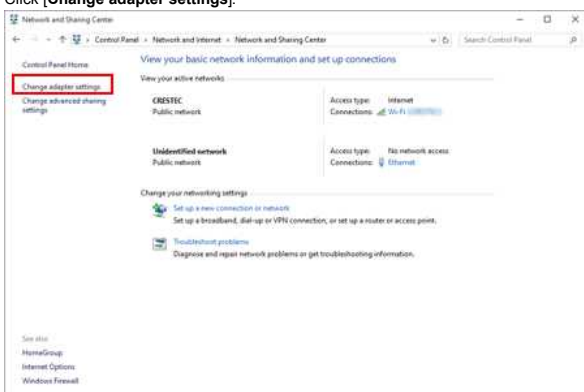 Click [Change adapter settings].
Network and Sharing Center
Control Panel › Network and Internet › Network and Sharing Center
Search Control Panel
Control Panel Home
Change adapter settings
Change advanced sharing
settings
View your basic network information and set up connections
View your active networks
CRESTEC
Public network
Access type: Internet
Connections: Wi-Fi
Unidentified network
Public network
Access type: No network access
Connections: Ethernet
Change your networking settings
Set up a new connection or network
Set up a broadband, dial-up or VPN connection, or set up a router or access point.
Troubleshoot problems
Diagnose and repair network problems or get troubleshooting information.
See also
HomeGroup
Internet Options
Windows Firewall